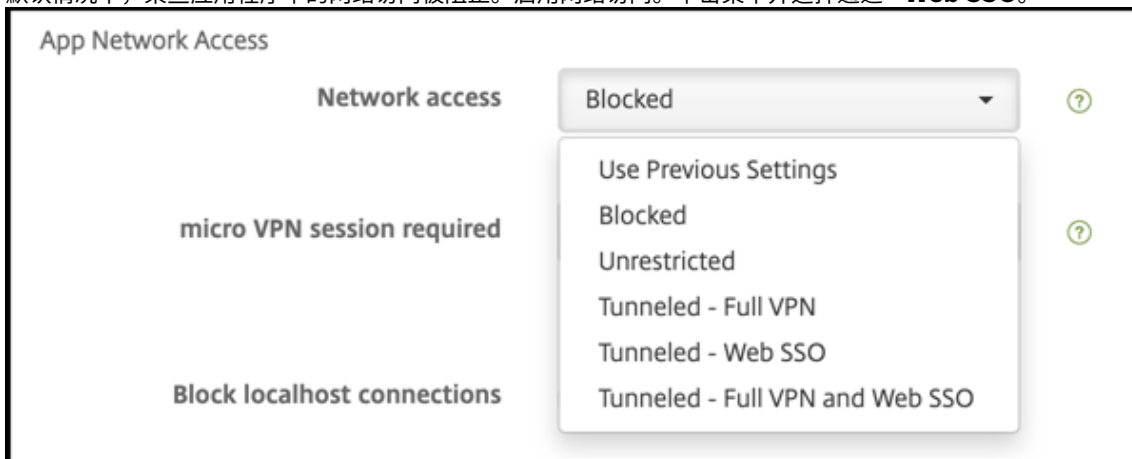 App Network Access
Network access
Blocked
Use Previous Settings
Blocked
micro VPN session required
Unrestricted
Tunneled - Full VPN
Tunneled - Web SSO
Block localhost connections
Tunneled - Full VPN and Web SSO